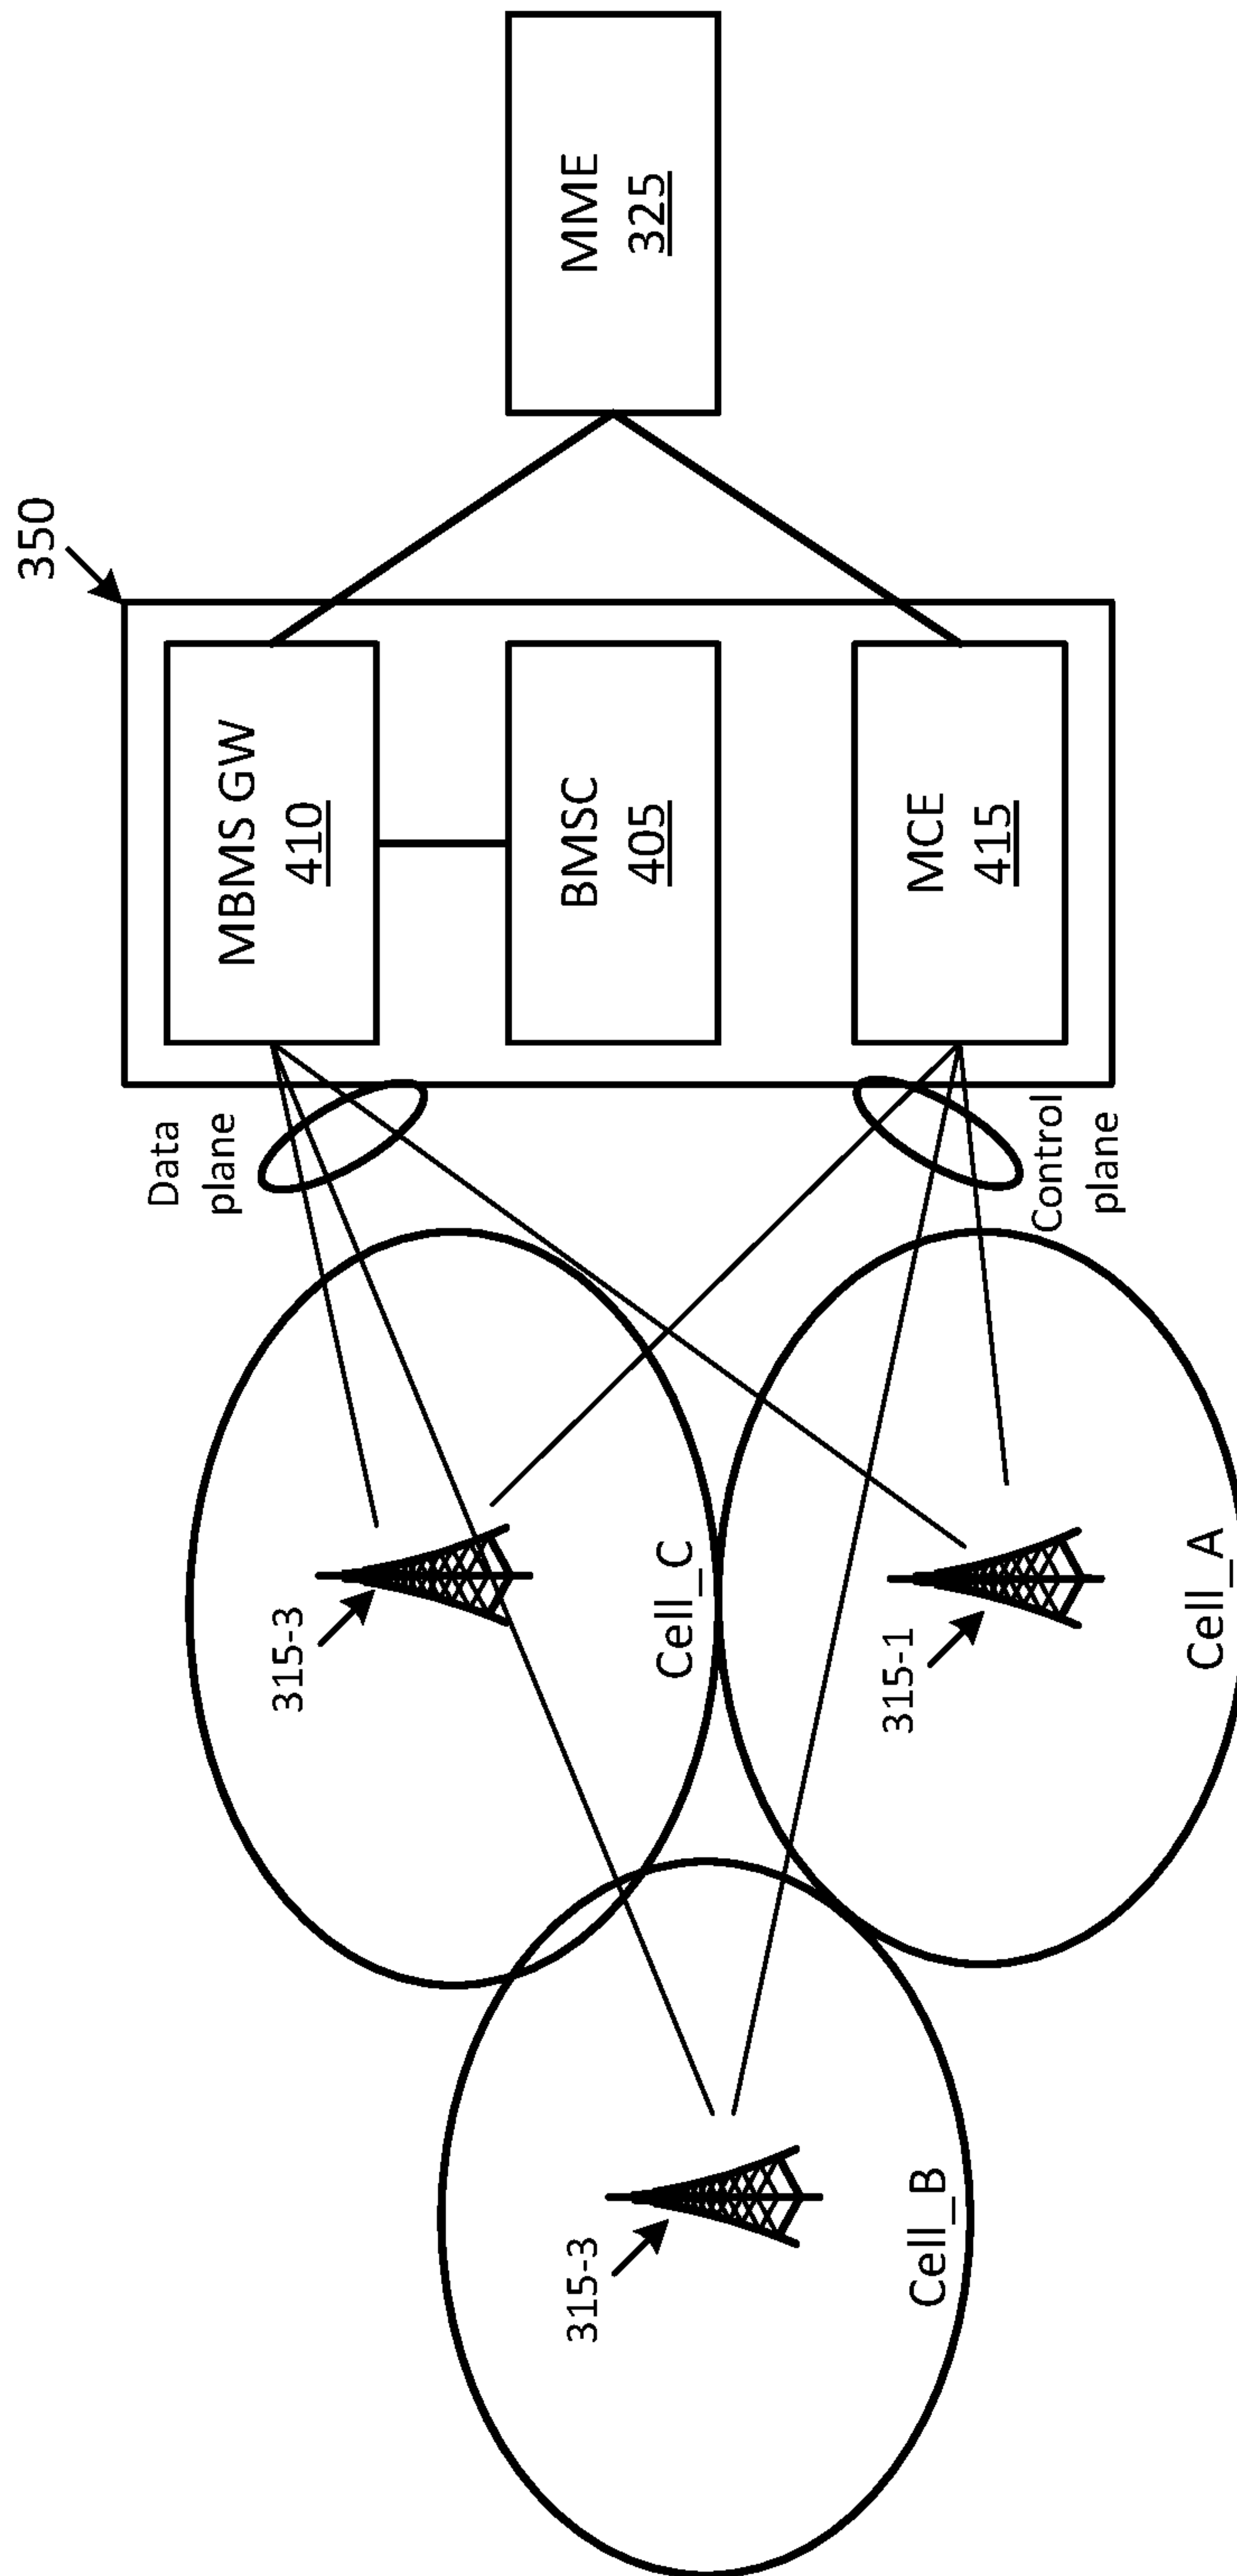 350
Data
plane
MBMS GW
410
BMSC
405
MCE
415
MME
325
Control
plane
315-3
Cell_C
315-3
Cell_B
315-1
Cell_A